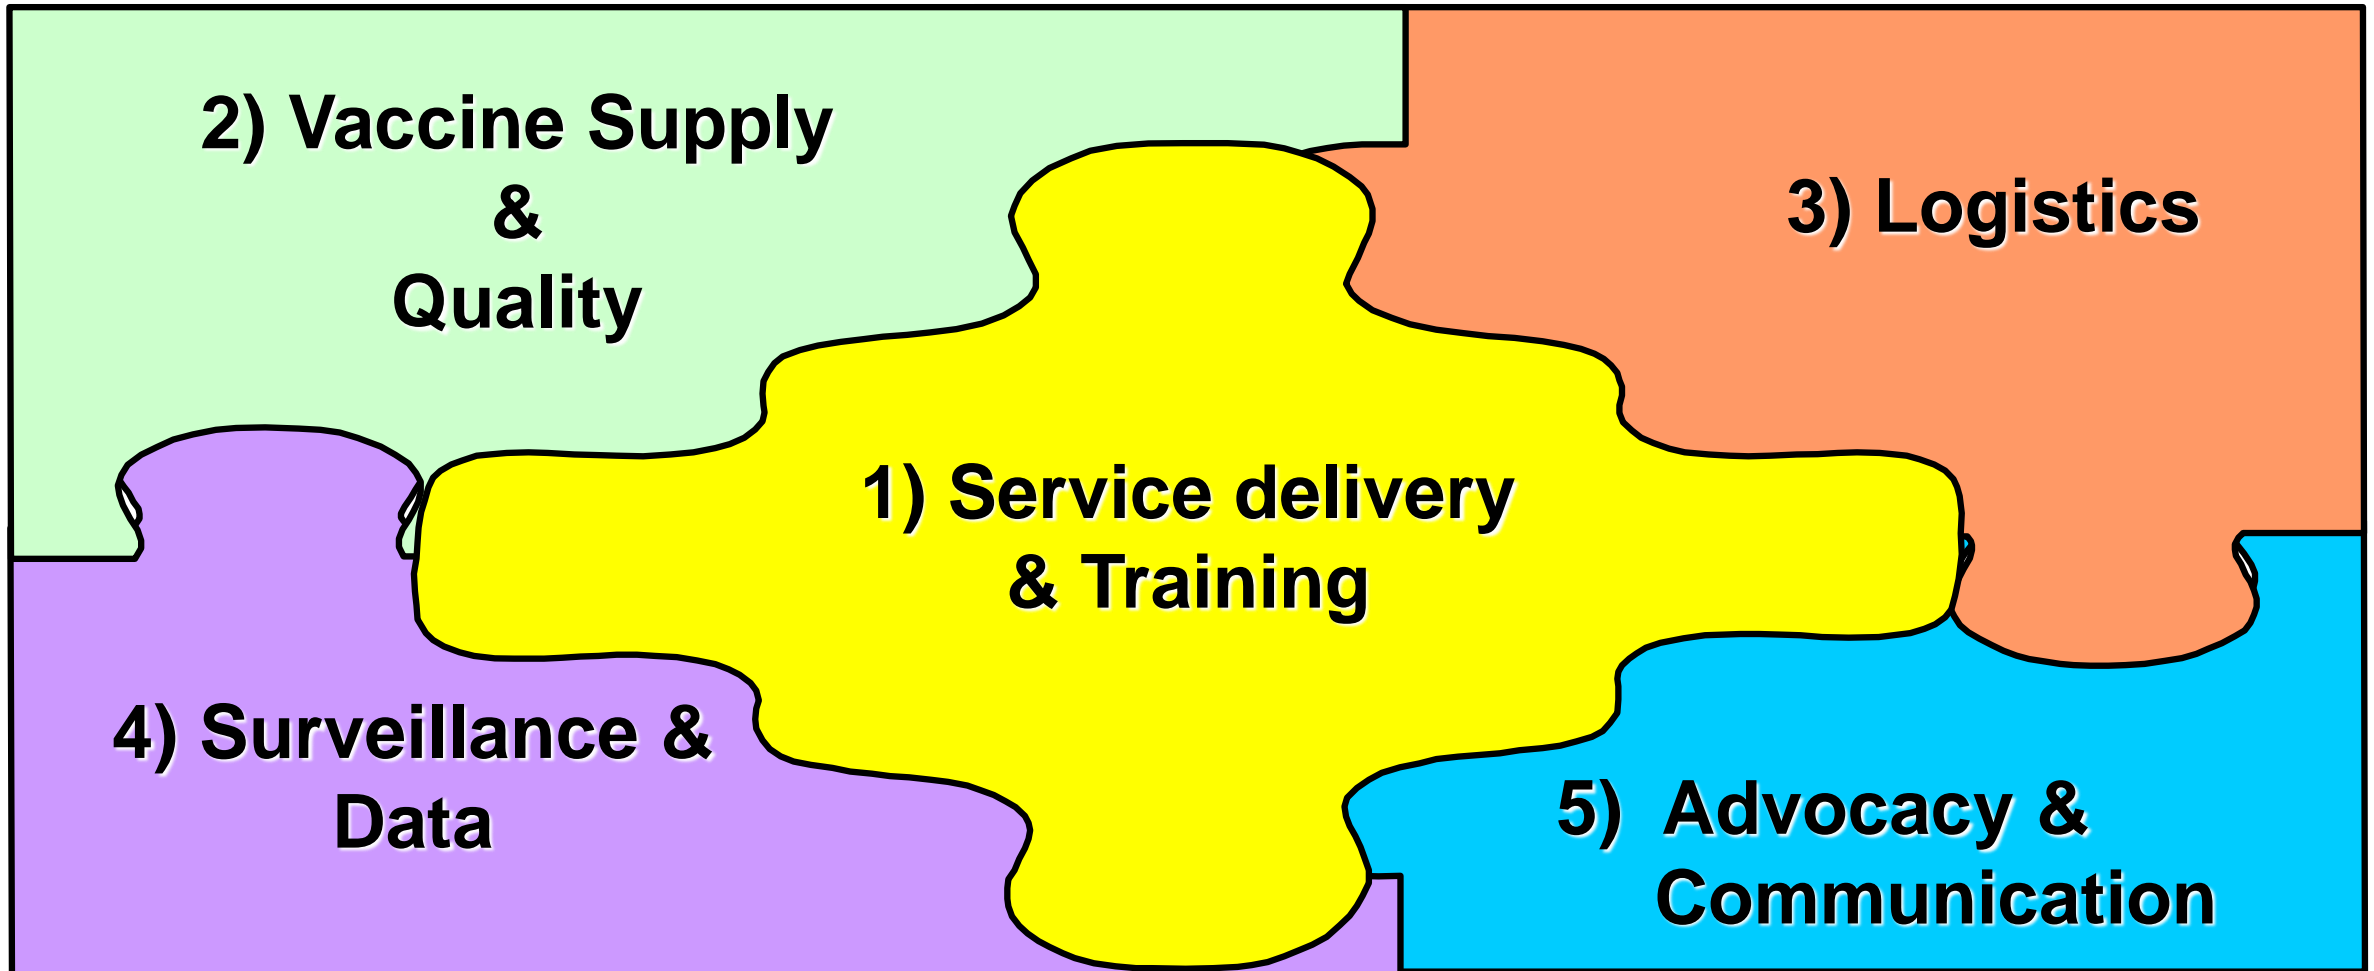 2) Vaccine Supply
&
Quality
3) Logistics
1) Service delivery
& Training
4) Surveillance &
Data
5) Advocacy &
Communication